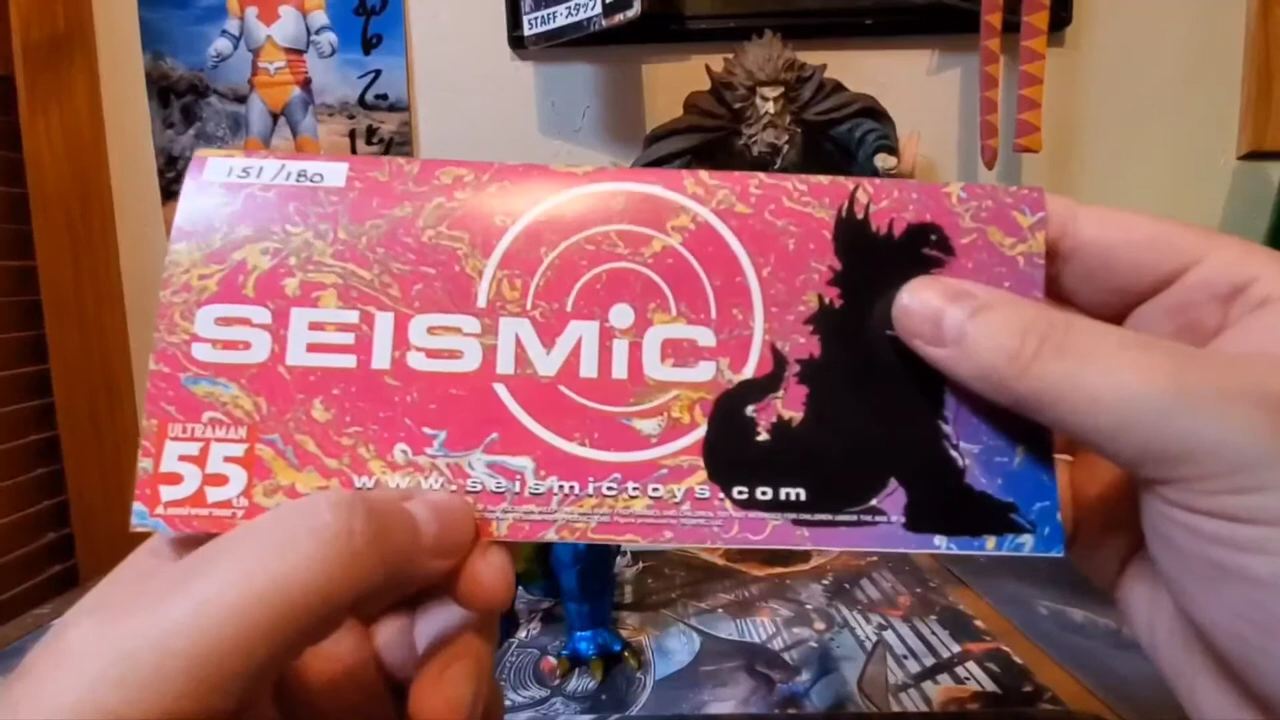 STAFF・スタッフ
151/180
SEISMiC
ULTRAMAN
55th
Anniversary
www.seismictoys.com